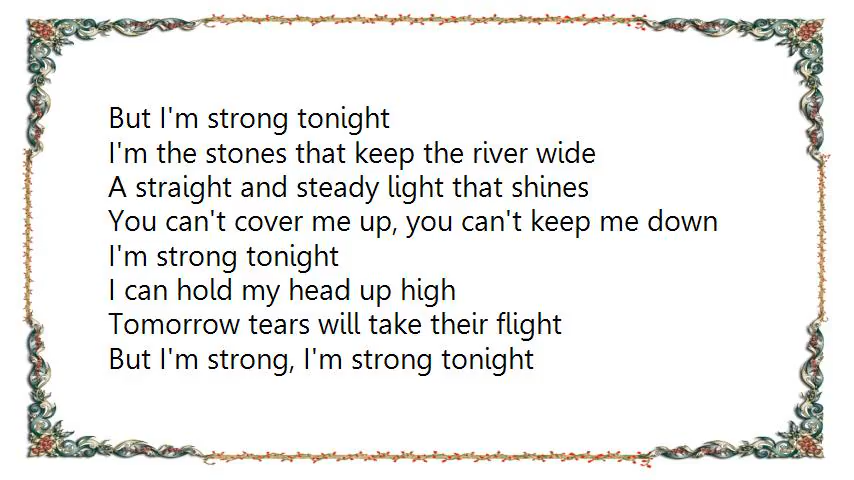 But I'm strong tonight
I'm the stones that keep the river wide
A straight and steady light that shines
You can't cover me up, you can't keep me down
I'm strong tonight
I can hold my head up high
Tomorrow tears will take their flight
But I'm strong, I'm strong tonight